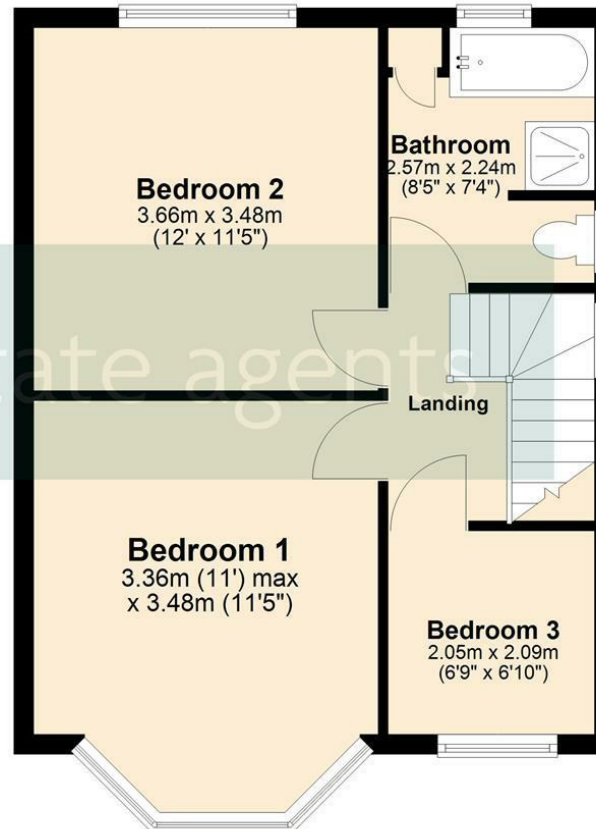 Bedroom 2
3.66m x 3.48m
(12' x 11'5")
Bathroom
2.57m x 2.24m
(8'5" x 7'4")
agents
Landing
Bedroom 1
3.36m (11') max
x 3.48m (11'5")
Bedroom 3
2.05m x 2.09m
(6'9" x 6'10")